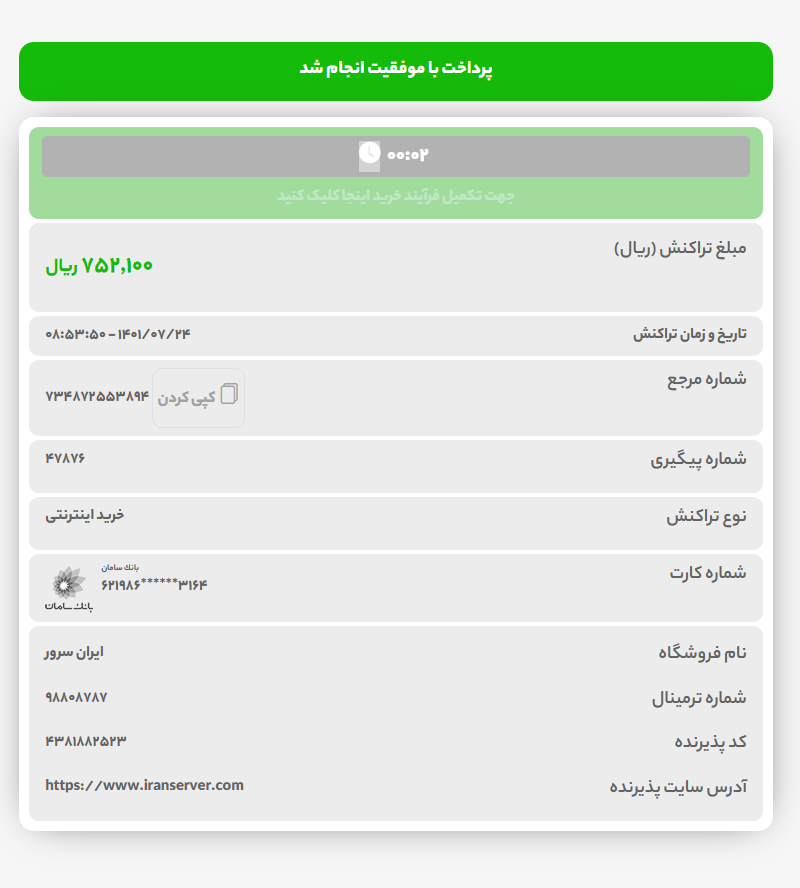 پرداخت با موفقیت انجام شد
۰۰:۰۲
جهت تکمیل فرآیند خرید اینجا کلیک کنید
مبلغ تراکنش (ریال)
۷۵۲,۱۰۰ ریال
تاریخ و زمان تراکنش
۱۴۰۱/۰۷/۲۴ - ۰۸:۵۳:۵۰
شماره مرجع
کپی کردن
۷۳۴۸۷۲۵۵۳۸۹۴
شماره پیگیری
۴۷۸۷۶
نوع تراکنش
خرید اینترنتی
شماره کارت
بانک سامان
۶۲۱۹۸۶******۳۱۶۴
بانک سامان
نام فروشگاه
ایران سرور
شماره ترمینال
۹۸۸۰۸۷۸۷
کد پذیرنده
۴۳۸۱۸۸۲۵۲۳
آدرس سایت پذیرنده
https://www.iranserver.com